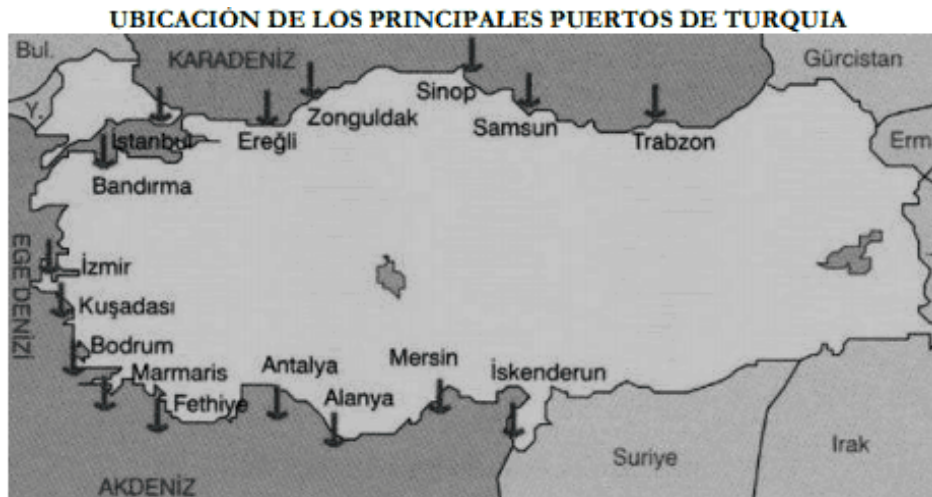 UBICACIÓN DE LOS PRINCIPALES PUERTOS DE TURQUIA
Bul.
KARADENİZ
Gürcistan
Y.
İstanbul
Ereğli
Zonguldak
Sinop
Samsun
Trabzon
Erm
Bandırma
EGE DENİZİ
İzmir
Kuşadası
Bodrum
Marmaris
Fethiye
Antalya
Alanya
Mersin
İskenderun
Suriye
Irak
AKDENİZ